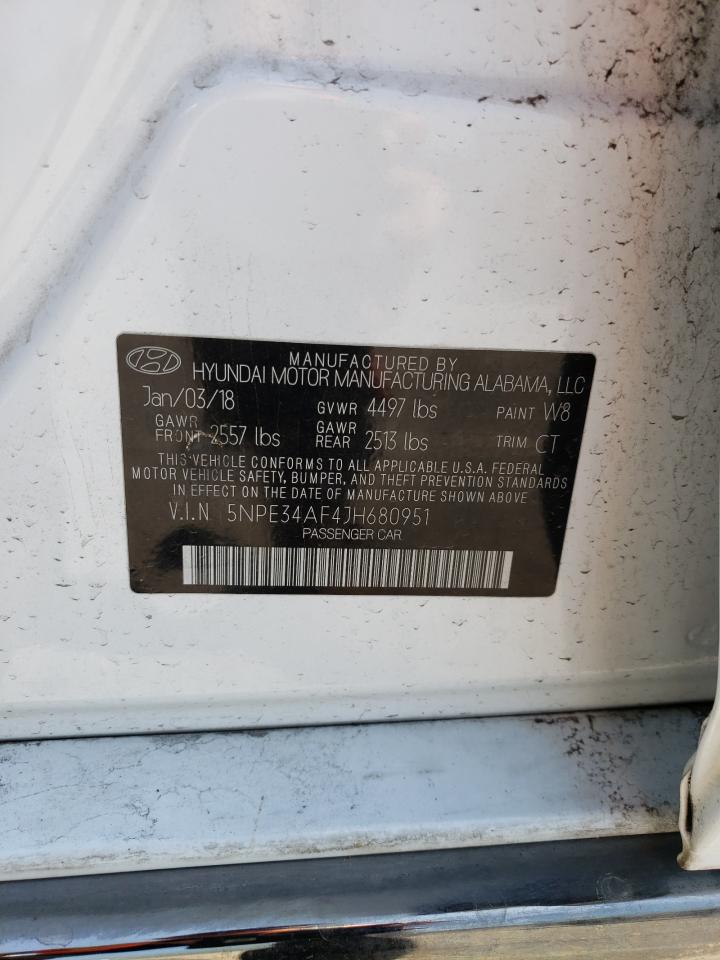 MANUFACTURED BY
HYUNDAI MOTOR MANUFACTURING ALABAMA, LLC
Jan/03/18 GVWR 4497 lbs PAINT W8
GAWR FRONT 2557 lbs GAWR REAR 2513 lbs TRIM CT
THIS VEHICLE CONFORMS TO ALL APPLICABLE U.S.A. FEDERAL
MOTOR VEHICLE SAFETY, BUMPER, AND THEFT PREVENTION STANDARDS
IN EFFECT ON THE DATE OF MANUFACTURE SHOWN ABOVE
V.I.N 5NPE34AF4JH680951
PASSENGER CAR